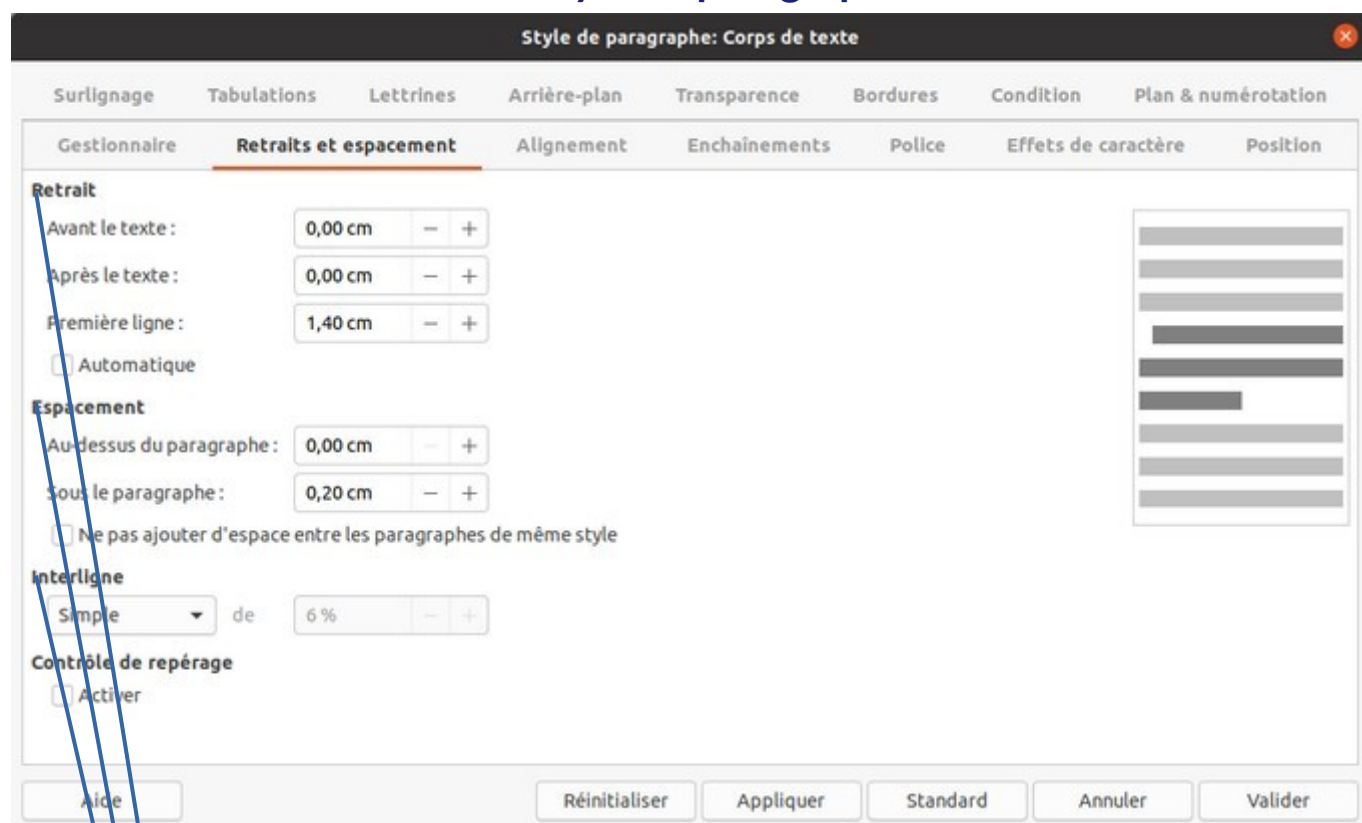 Style de paragraphe: Corps de texte
Surlignage Tabulations Lettrines Arrière-plan Transparence Bordures Condition Plan & numérotation
Gestionnaire Retraits et espacement Alignement Enchaînements Police Effets de caractère Position
Retrait
Avant le texte : 0,00 cm − +
Après le texte : 0,00 cm − +
Première ligne : 1,40 cm − +
Automatique
Espacement
Au-dessus du paragraphe : 0,00 cm − +
Sous le paragraphe : 0,20 cm − +
Ne pas ajouter d'espace entre les paragraphes de même style
Interligne
Simple de 6 % − +
Contrôle de repérage
Activer
Aide Réinitialiser Appliquer Standard Annuler Valider